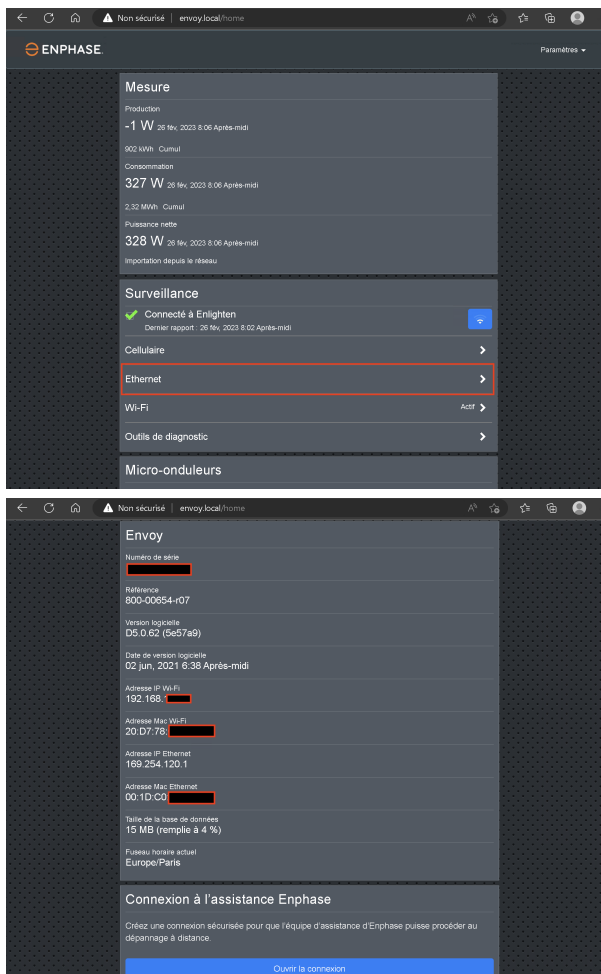 Non sécurisé | envoy.local/home
ENPHASE.
Paramètres
Mesure
Production
-1 W 26 fév, 2023 8:06 Après-midi
902 kWh Cumul
Consommation
327 W 26 fév, 2023 8:06 Après-midi
2,32 MWh Cumul
Puissance nette
328 W 26 fév, 2023 8:06 Après-midi
Importation depuis le réseau
Surveillance
Connecté à Enlighten
Dernier rapport : 26 fév, 2023 8:02 Après-midi
Cellulaire
Ethernet
Wi-Fi Actif
Outils de diagnostic
Micro-onduleurs
Non sécurisé | envoy.local/home
Envoy
Numéro de série
Référence
800-00654-r07
Version logicielle
D5.0.62 (5e57a9)
Date de version logicielle
02 jun, 2021 6:38 Après-midi
Adresse IP Wi-Fi
192.168.
Adresse Mac Wi-Fi
20:D7:78:
Adresse IP Ethernet
169.254.120.1
Adresse Mac Ethernet
00:1D:C0
Taille de la base de données
15 MB (remplie à 4 %)
Fuseau horaire actuel
Europe/Paris
Connexion à l'assistance Enphase
Créez une connexion sécurisée pour que l'équipe d'assistance d'Enphase puisse procéder au
dépannage à distance.
Ouvrir la connexion